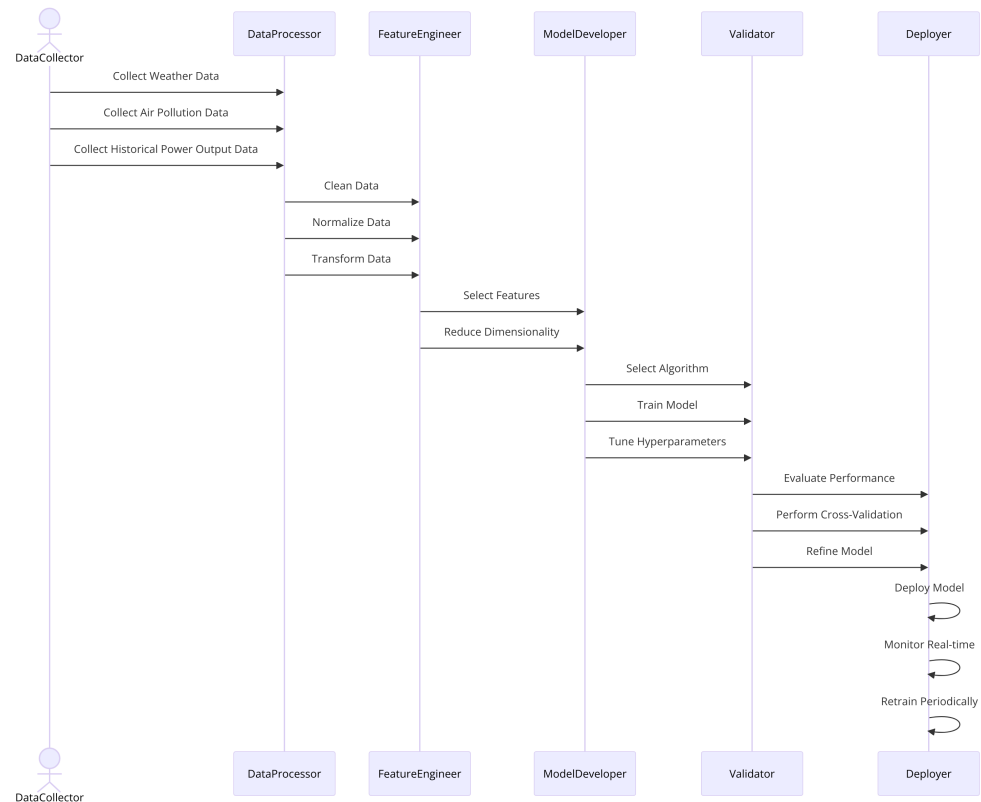 DataCollector
DataProcessor
FeatureEngineer
ModelDeveloper
Validator
Deployer
Collect Weather Data
Collect Air Pollution Data
Collect Historical Power Output Data
Clean Data
Normalize Data
Transform Data
Select Features
Reduce Dimensionality
Select Algorithm
Train Model
Tune Hyperparameters
Evaluate Performance
Perform Cross-Validation
Refine Model
Deploy Model
Monitor Real-time
Retrain Periodically
DataCollector
DataProcessor
FeatureEngineer
ModelDeveloper
Validator
Deployer